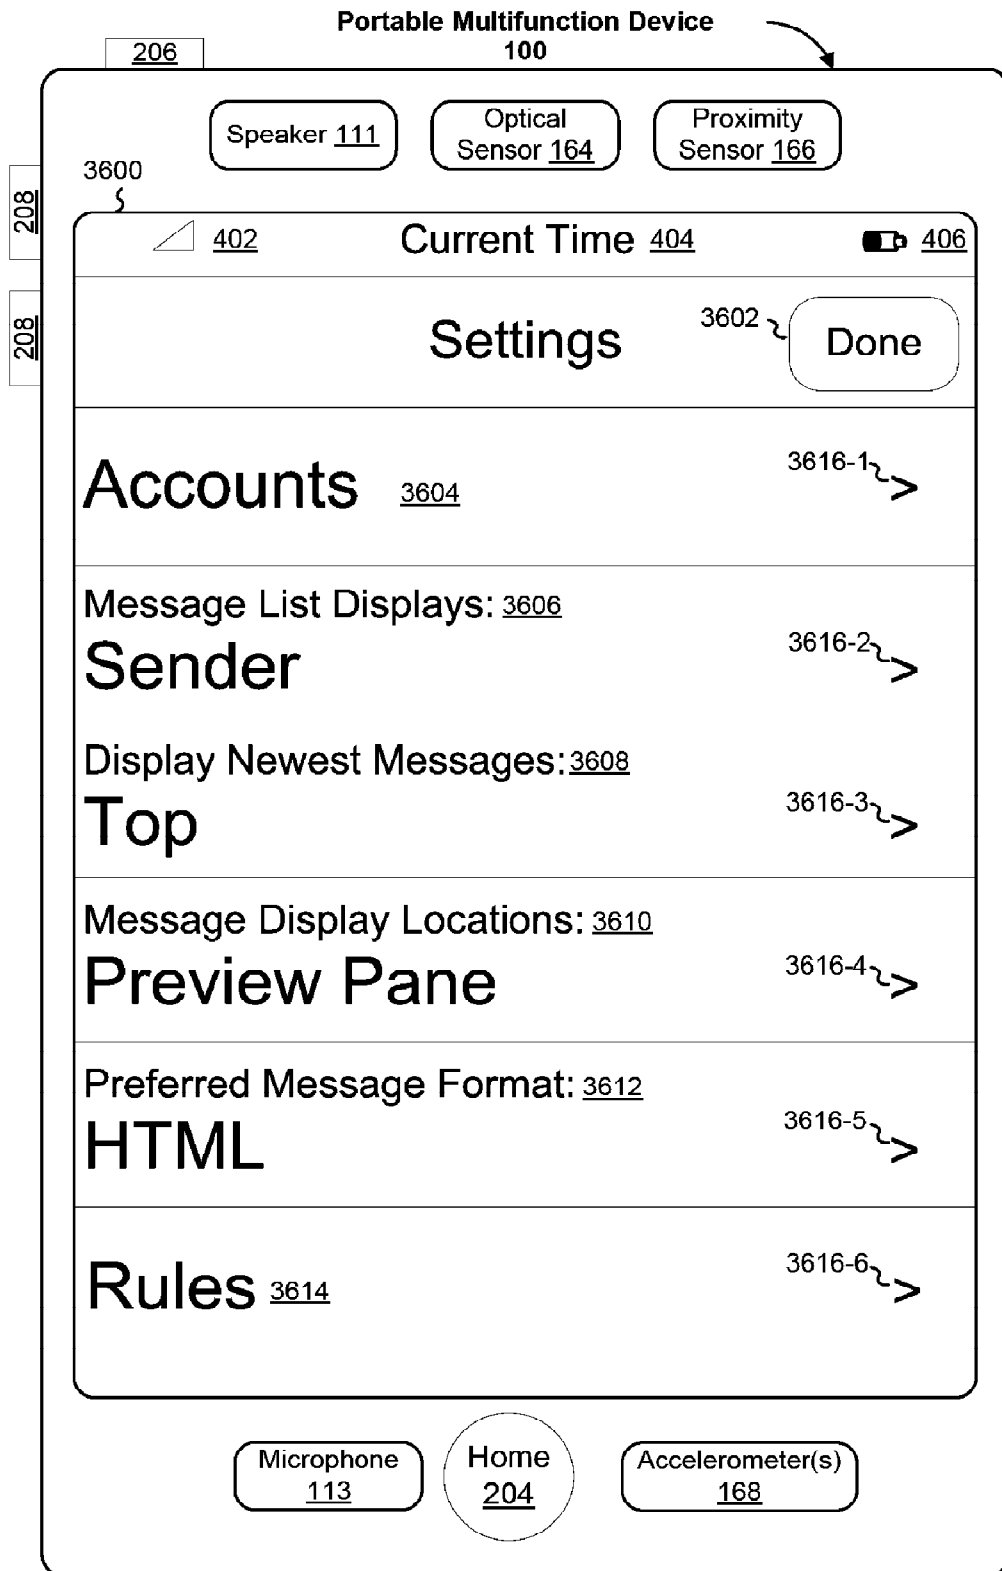 Portable Multifunction Device
100
206
Speaker 111
Optical
Sensor 164
Proximity
Sensor 166
3600
208
208
402
Current Time 404
406
Settings
3602
Done
Accounts 3604
3616-1
>
Message List Displays: 3606
Sender
3616-2
>
Display Newest Messages: 3608
Top
3616-3
>
Message Display Locations: 3610
Preview Pane
3616-4
>
Preferred Message Format: 3612
HTML
3616-5
>
Rules 3614
3616-6
>
Microphone
113
Home
204
Accelerometer(s)
168